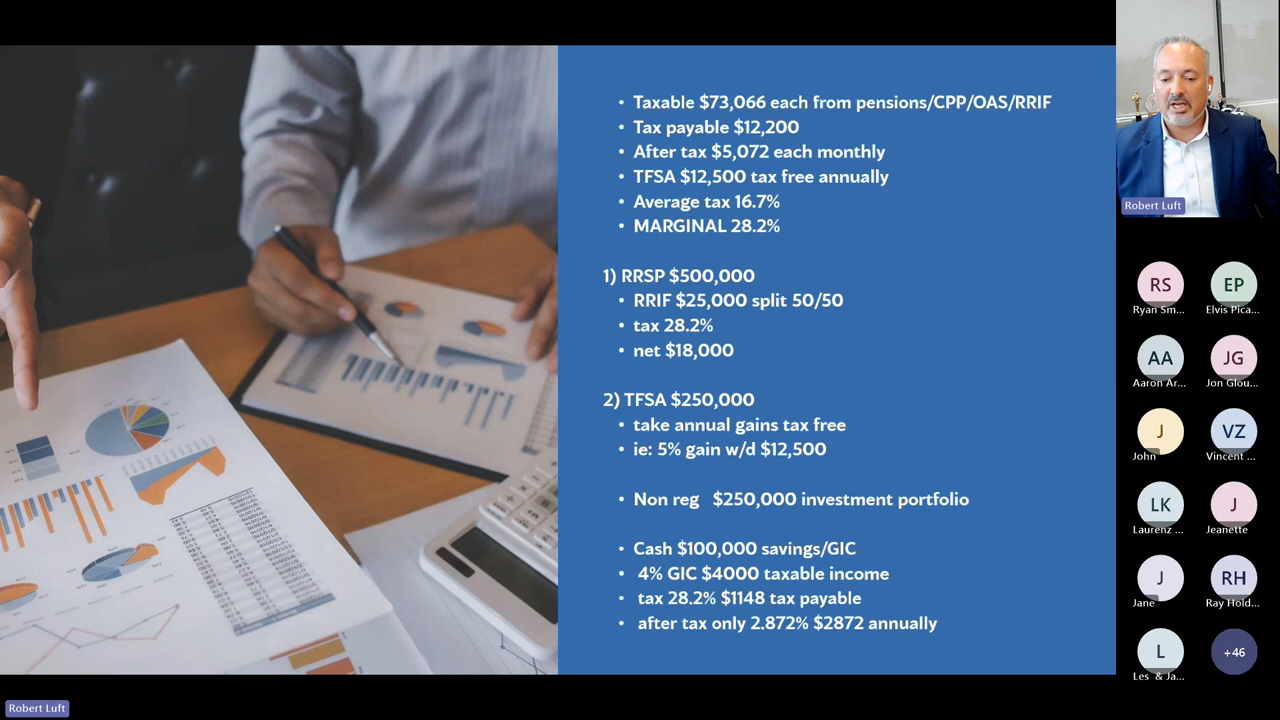 Taxable $73,066 each from pensions/CPP/OAS/RRIF
Tax payable $12,200
After tax $5,072 each monthly
TFSA $12,500 tax free annually
Average tax 16.7%
MARGINAL 28.2%
1) RRSP $500,000
RRIF $25,000 split 50/50
tax 28.2%
net $18,000
2) TFSA $250,000
take annual gains tax free
ie: 5% gain w/d $12,500
Non reg $250,000 investment portfolio
Cash $100,000 savings/GIC
4% GIC $4000 taxable income
tax 28.2% $1148 tax payable
after tax only 2.872% $2872 annually
Robert Luft
RS
Ryan Sm...
EP
Elvis Pica...
AA
Aaron Ar...
JG
Jon Glou...
J
John
VZ
Vincent ...
LK
Laurenz ...
J
Jeanette
J
Jane
RH
Ray Hold...
L
Les & Ja...
+46
Robert Luft